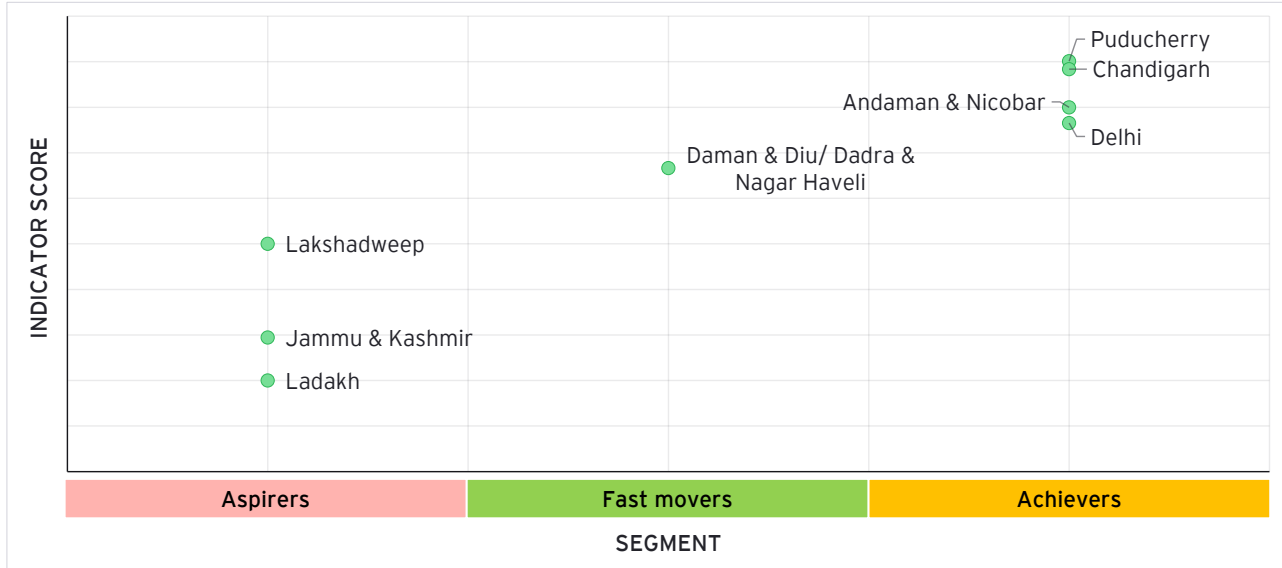 Puducherry
Chandigarh
Andaman & Nicobar
Delhi
Daman & Diu/ Dadra &
Nagar Haveli
Lakshadweep
Jammu & Kashmir
Ladakh
INDICATOR SCORE
Aspirers
Fast movers
Achievers
SEGMENT